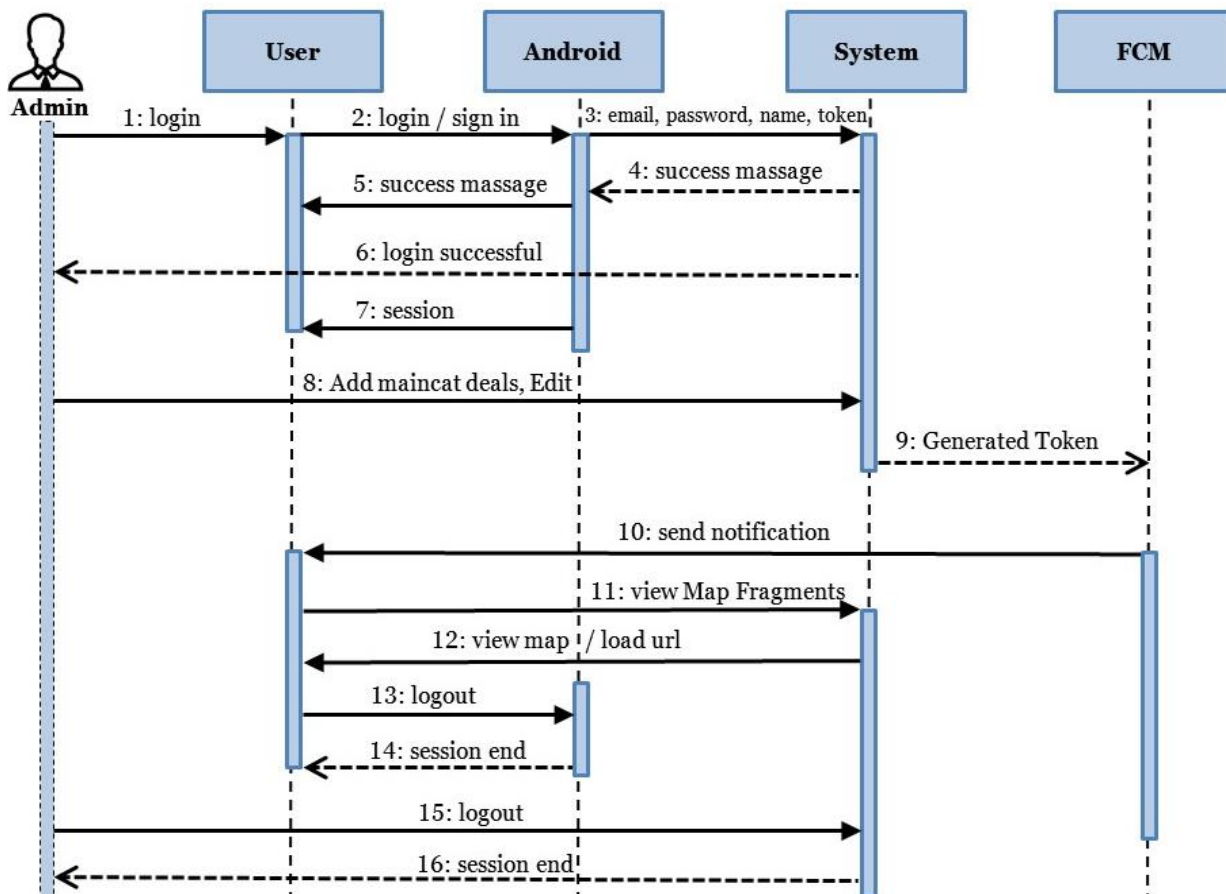 User
Android
System
FCM
Admin
1: login
2: login / sign in
3: email, password, name, token
4: success massage
5: success massage
6: login successful
7: session
8: Add maincat deals, Edit
9: Generated Token
10: send notification
11: view Map Fragments
12: view map / load url
13: logout
14: session end
15: logout
16: session end